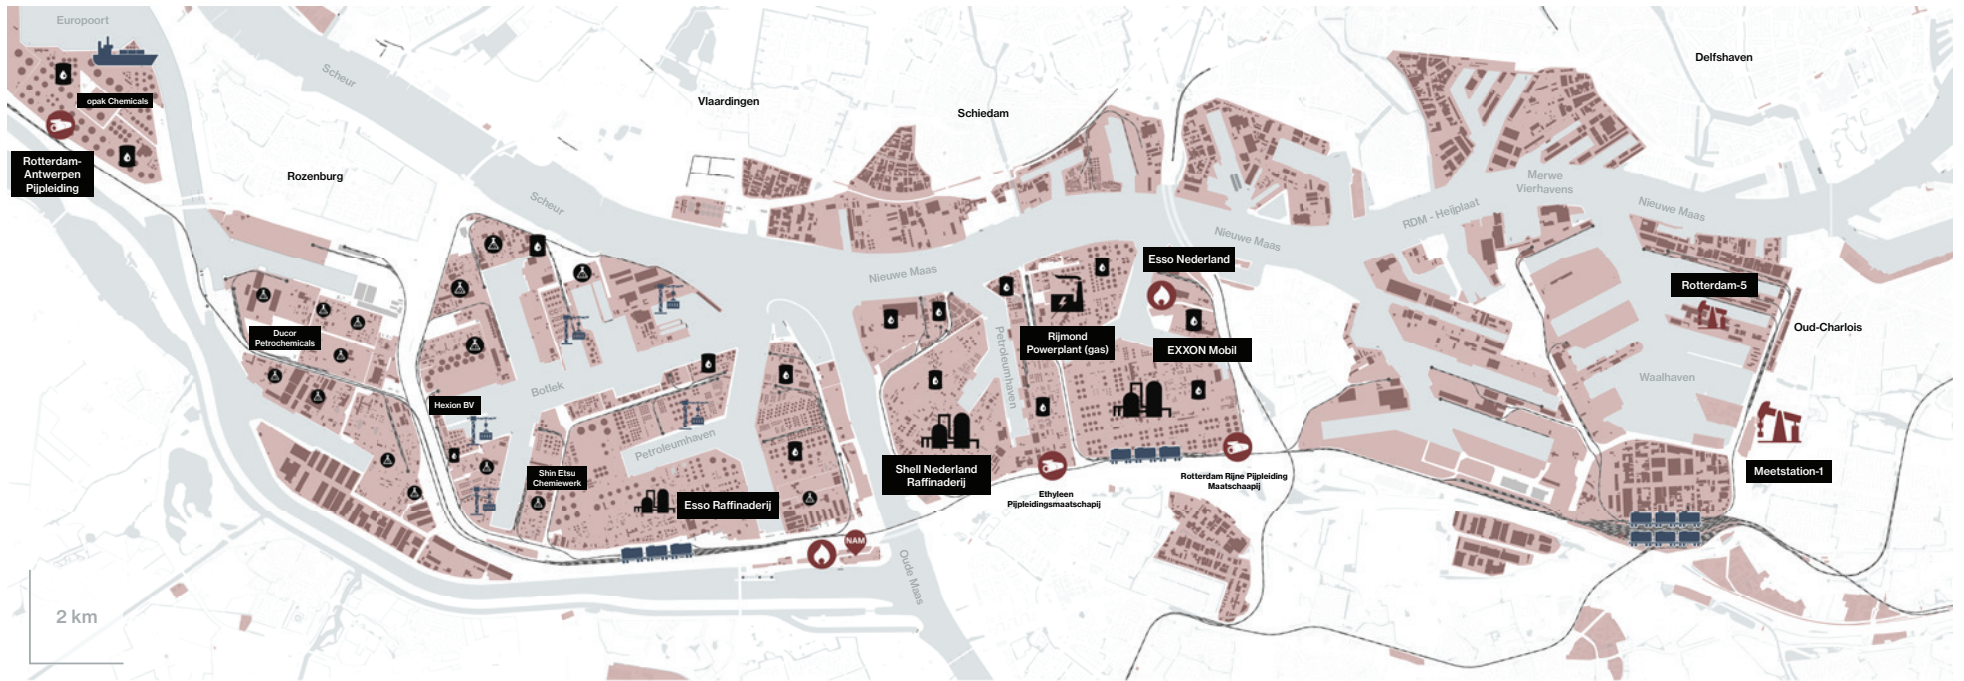 Europoort
Scheur
opak Chemicals
Rotterdam-
Antwerpen
Pijpleiding
Rozenburg
Scheur
Vlaardingen
Schiedam
Delfshaven
Merwe
Vierhavens
Nieuwe Maas
RDM - Heijplaat
Nieuwe Maas
Nieuwe Maas
Esso Nederland
Rotterdam-5
Oud-Charlois
Ducor
Petrochemicals
Petroleumhaven
Rijmond
Powerplant (gas)
EXXON Mobil
Waalhaven
Botlek
Hexion BV
Petroleumhaven
Shin Etsu
Chemiewerk
Esso Raffinaderij
Shell Nederland
Raffinaderij
Ethyleen
Pijpleidingsmaatschapij
Rotterdam Rijne Pijpleiding
Maatschaapij
Meetstation-1
NAM
Oude Maas
2 km